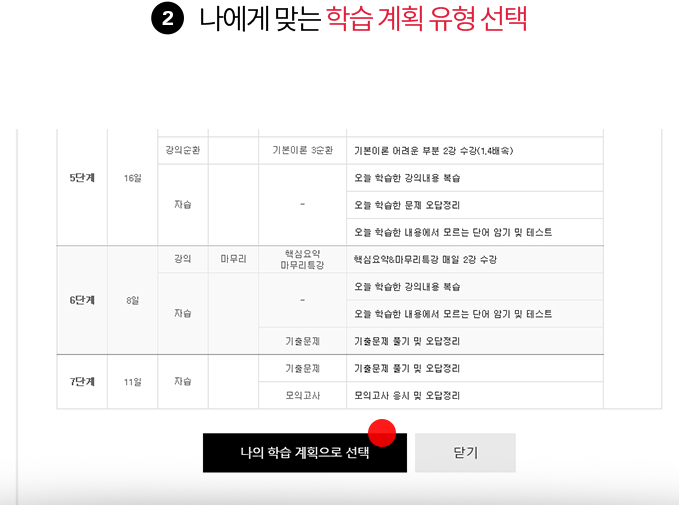 2 나에게 맞는 학습 계획 유형 선택
강의순환 기본이론 3순환 기본이론 어려운 부분 2강 수강(1.4배속)
5단계 16일 자습 - 오늘 학습한 강의내용 복습
오늘 학습한 문제 오답정리
오늘 학습한 내용에서 모르는 단어 암기 및 테스트
6단계 8일 강의 마무리 핵심요약 마무리특강 핵심요약&마무리특강 매일 2강 수강
자습 - 오늘 학습한 강의내용 복습
오늘 학습한 내용에서 모르는 단어 암기 및 테스트
기출문제 기출문제 풀기 및 오답정리
7단계 11일 자습 기출문제 기출문제 풀기 및 오답정리
모의고사 모의고사 응시 및 오답정리
나의 학습 계획으로 선택 닫기